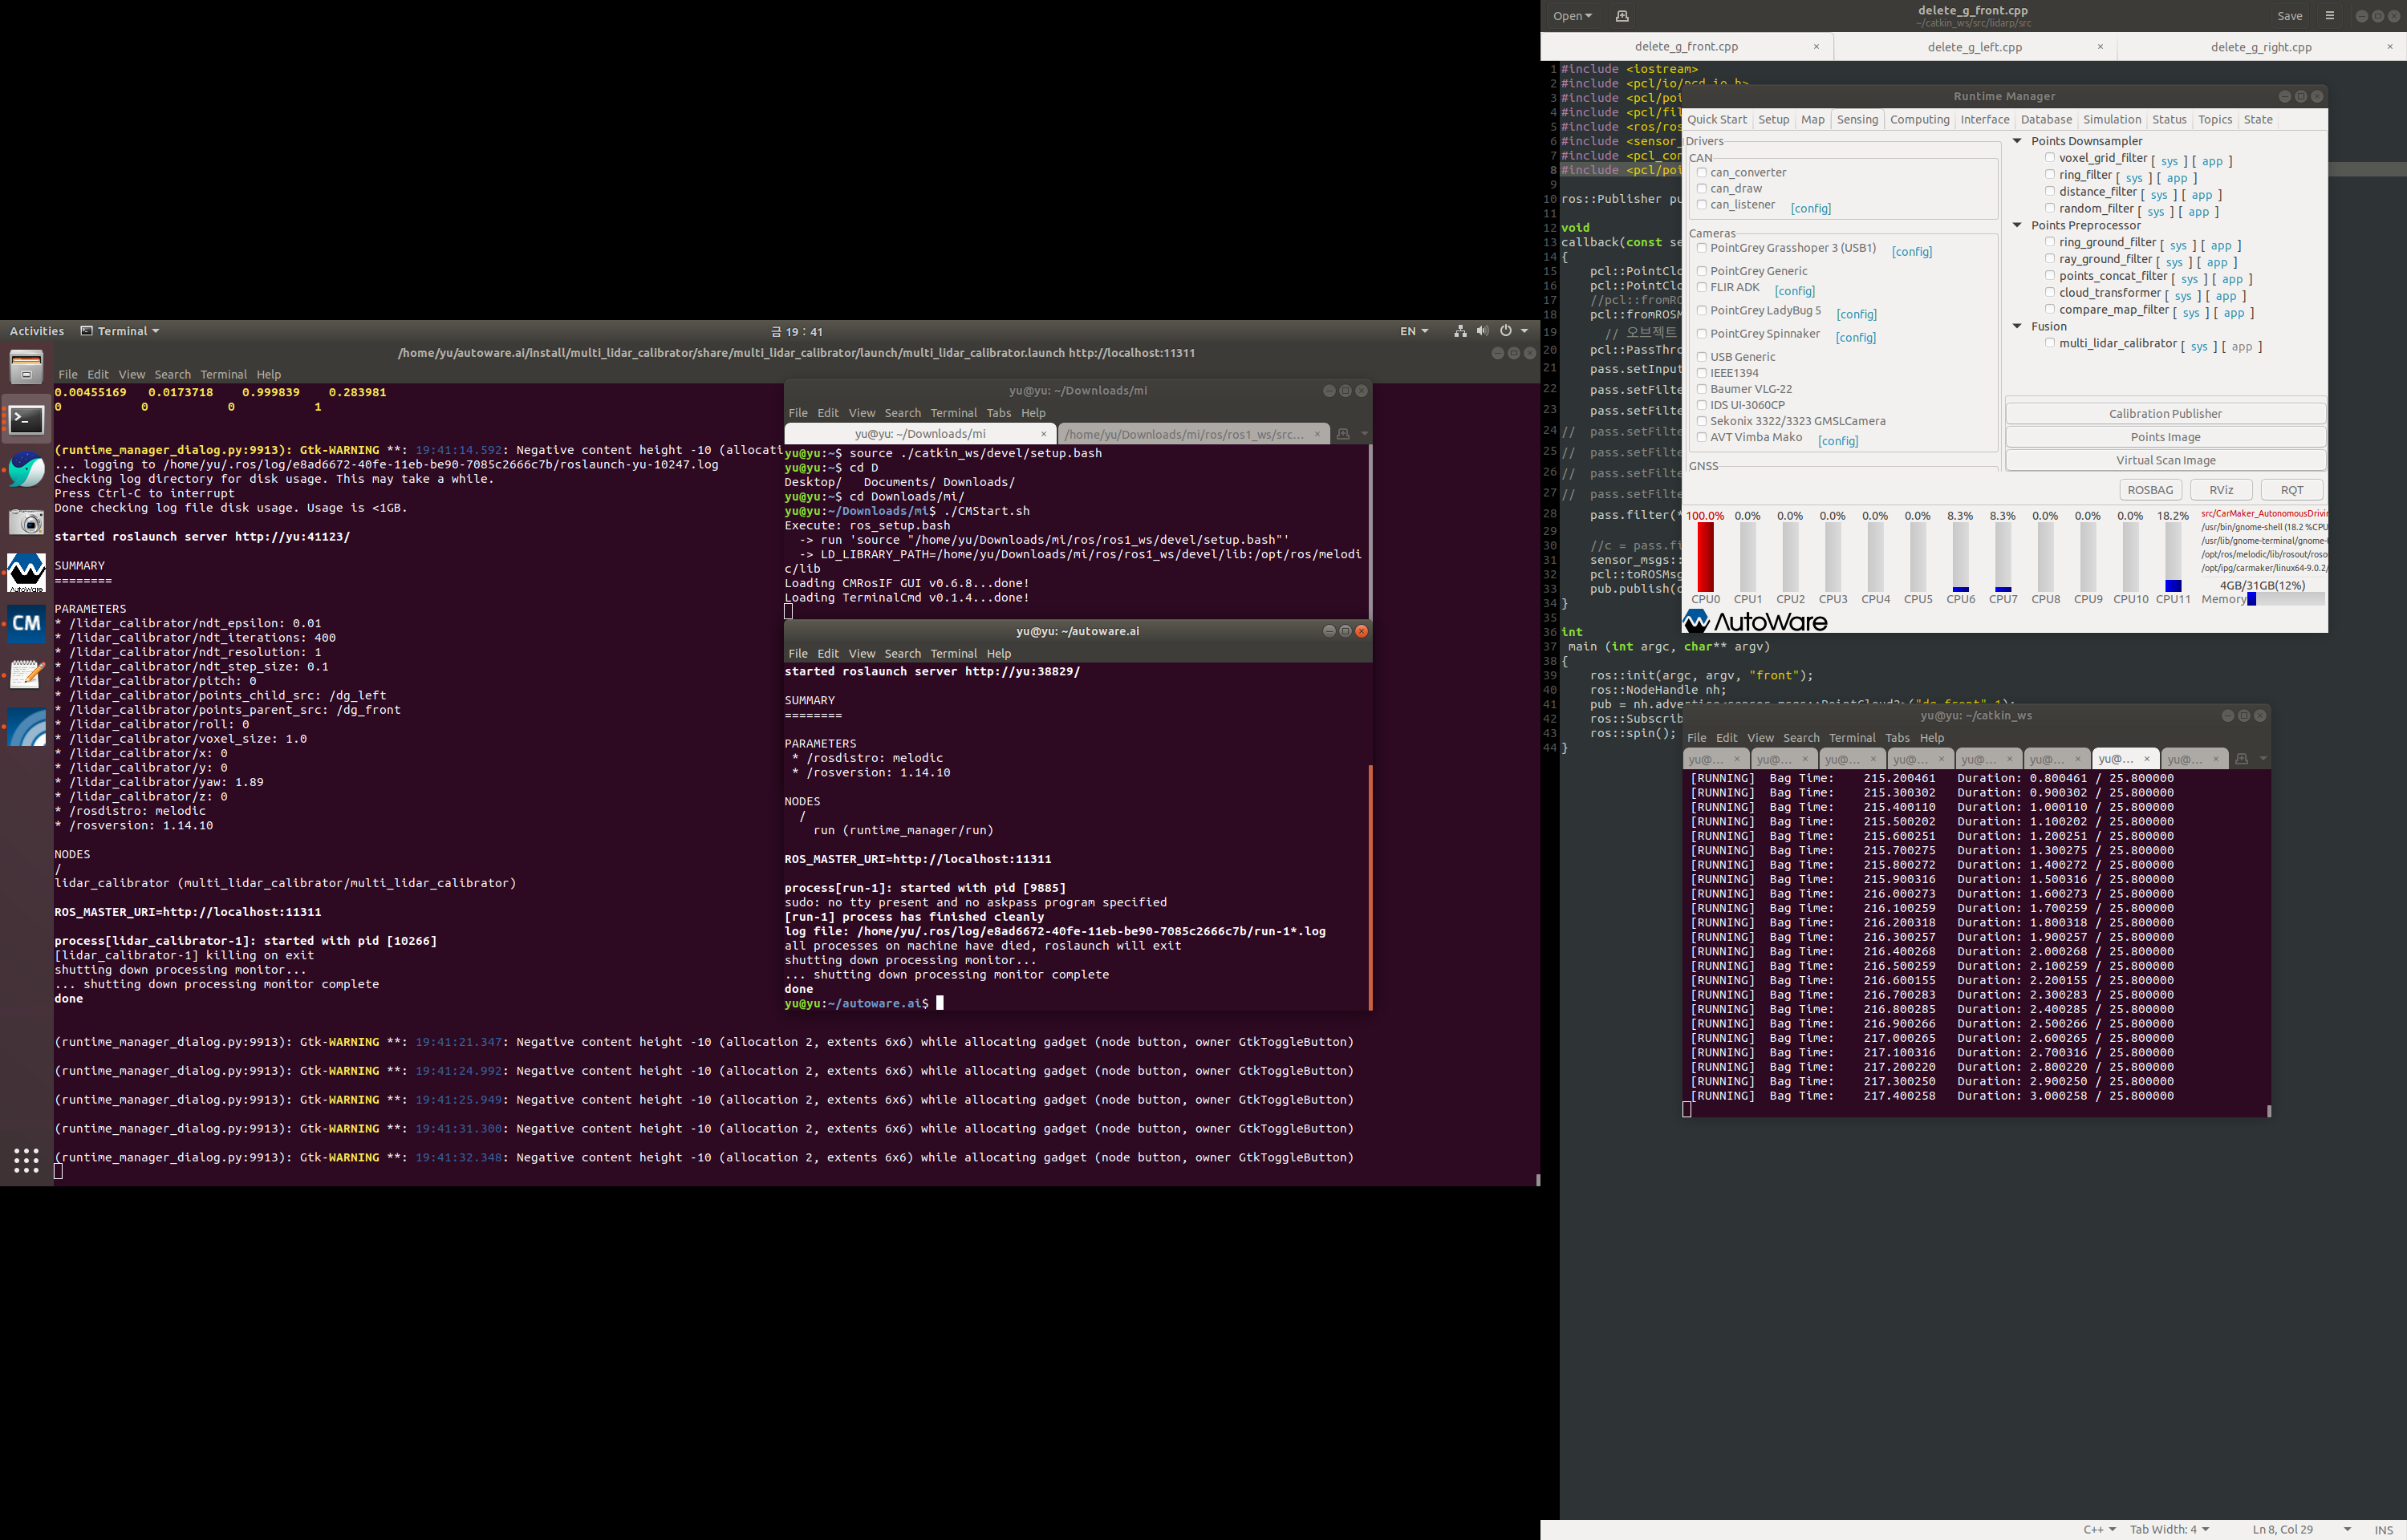 Activities Terminal 금 19 : 41 EN
/home/yu/autoware.ai/install/multi_lidar_calibrator/share/multi_lidar_calibrator/launch/multi_lidar_calibrator.launch http://localhost:11311
File Edit View Search Terminal Help
0.00455169 0.0173718 0.999839 0.283981
0 0 0 1
(runtime_manager_dialog.py:9913): Gtk-WARNING **: 19:41:14.592: Negative content height -10 (allocati
... logging to /home/yu/.ros/log/e8ad6672-40fe-11eb-be90-7085c2666c7b/roslaunch-yu-10247.log
Checking log directory for disk usage. This may take a while.
Press Ctrl-C to interrupt
Done checking log file disk usage. Usage is <1GB.
started roslaunch server http://yu:41123/
SUMMARY
========
PARAMETERS
* /lidar_calibrator/ndt_epsilon: 0.01
* /lidar_calibrator/ndt_iterations: 400
* /lidar_calibrator/ndt_resolution: 1
* /lidar_calibrator/ndt_step_size: 0.1
* /lidar_calibrator/pitch: 0
* /lidar_calibrator/points_child_src: /dg_left
* /lidar_calibrator/points_parent_src: /dg_front
* /lidar_calibrator/roll: 0
* /lidar_calibrator/voxel_size: 1.0
* /lidar_calibrator/x: 0
* /lidar_calibrator/y: 0
* /lidar_calibrator/yaw: 1.89
* /lidar_calibrator/z: 0
* /rosdistro: melodic
* /rosversion: 1.14.10
NODES
/
lidar_calibrator (multi_lidar_calibrator/multi_lidar_calibrator)
ROS_MASTER_URI=http://localhost:11311
process[lidar_calibrator-1]: started with pid [10266]
[lidar_calibrator-1] killing on exit
shutting down processing monitor...
... shutting down processing monitor complete
done
(runtime_manager_dialog.py:9913): Gtk-WARNING **: 19:41:21.347: Negative content height -10 (allocation 2, extents 6x6) while allocating gadget (node button, owner GtkToggleButton)
(runtime_manager_dialog.py:9913): Gtk-WARNING **: 19:41:24.992: Negative content height -10 (allocation 2, extents 6x6) while allocating gadget (node button, owner GtkToggleButton)
(runtime_manager_dialog.py:9913): Gtk-WARNING **: 19:41:25.949: Negative content height -10 (allocation 2, extents 6x6) while allocating gadget (node button, owner GtkToggleButton)
(runtime_manager_dialog.py:9913): Gtk-WARNING **: 19:41:31.300: Negative content height -10 (allocation 2, extents 6x6) while allocating gadget (node button, owner GtkToggleButton)
(runtime_manager_dialog.py:9913): Gtk-WARNING **: 19:41:32.348: Negative content height -10 (allocation 2, extents 6x6) while allocating gadget (node button, owner GtkToggleButton)
CM
yu@yu: ~/Downloads/mi
File Edit View Search Terminal Tabs Help
yu@yu: ~/Downloads/mi × /home/yu/Downloads/mi/ros/ros1_ws/src... ×
yu@yu:~$ source ./catkin_ws/devel/setup.bash
yu@yu:~$ cd D
Desktop/ Documents/ Downloads/
yu@yu:~$ cd Downloads/mi/
yu@yu:~/Downloads/mi$ ./CMStart.sh
Execute: ros_setup.bash
-> run 'source "/home/yu/Downloads/mi/ros/ros1_ws/devel/setup.bash"'
-> LD_LIBRARY_PATH=/home/yu/Downloads/mi/ros/ros1_ws/devel/lib:/opt/ros/melodi
c/lib
Loading CMRosIF GUI v0.6.8...done!
Loading TerminalCmd v0.1.4...done!
yu@yu: ~/autoware.ai
File Edit View Search Terminal Help
started roslaunch server http://yu:38829/
SUMMARY
========
PARAMETERS
* /rosdistro: melodic
* /rosversion: 1.14.10
NODES
/
run (runtime_manager/run)
ROS_MASTER_URI=http://localhost:11311
process[run-1]: started with pid [9885]
sudo: no tty present and no askpass program specified
[run-1] process has finished cleanly
log file: /home/yu/.ros/log/e8ad6672-40fe-11eb-be90-7085c2666c7b/run-1*.log
all processes on machine have died, roslaunch will exit
shutting down processing monitor...
... shutting down processing monitor complete
done
yu@yu:~/autoware.ai$
Open delete_g_front.cpp Save
~/catkin_ws/src/lidarp/src
delete_g_front.cpp × delete_g_left.cpp × delete_g_right.cpp ×
1 #include <iostream>
2 #include <pcl/io/pcd_io.h>
3 #include <pcl/poi
4 #include <pcl/fil
5 #include <ros/ros
6 #include <sensor_
7 #include <pcl_con
8 #include <pcl/poi
9
10 ros::Publisher pu
11
12 void
13 callback(const se
14 {
15 pcl::PointClo
16 pcl::PointClo
17 //pcl::fromRO
18 pcl::fromROSM
19 // 오브젝트
20 pcl::PassThro
21 pass.setInput
22 pass.setFilte
23 pass.setFilte
24 // pass.setFilte
25 // pass.setFilte
26 // pass.setFilte
27 // pass.setFilte
28 pass.filter(*
29
30 //c = pass.fi
31 sensor_msgs::
32 pcl::toROSMsg
33 pub.publish(c
34 }
35
36 int
37 main (int argc, char** argv)
38 {
39 ros::init(argc, argv, "front");
40 ros::NodeHandle nh;
41 pub = nh.advertise<sensor_msgs::PointCloud2>("dg_front",1);
42 ros::Subscrib
43 ros::spin();
44 }
Runtime Manager
Quick Start Setup Map Sensing Computing Interface Database Simulation Status Topics State
Drivers
CAN
can_converter
can_draw
can_listener [config]
Cameras
PointGrey Grasshoper 3 (USB1) [config]
PointGrey Generic
FLIR ADK [config]
PointGrey LadyBug 5 [config]
PointGrey Spinnaker [config]
USB Generic
IEEE1394
Baumer VLG-22
IDS UI-3060CP
Sekonix 3322/3323 GMSLCamera
AVT Vimba Mako [config]
GNSS
Points Downsampler
voxel_grid_filter [ sys ] [ app ]
ring_filter [ sys ] [ app ]
distance_filter [ sys ] [ app ]
random_filter [ sys ] [ app ]
Points Preprocessor
ring_ground_filter [ sys ] [ app ]
ray_ground_filter [ sys ] [ app ]
points_concat_filter [ sys ] [ app ]
cloud_transformer [ sys ] [ app ]
compare_map_filter [ sys ] [ app ]
Fusion
multi_lidar_calibrator [ sys ] [ app ]
Calibration Publisher
Points Image
Virtual Scan Image
ROSBAG RViz RQT
100.0% 0.0% 0.0% 0.0% 0.0% 0.0% 8.3% 8.3% 0.0% 0.0% 0.0% 18.2%
CPU0 CPU1 CPU2 CPU3 CPU4 CPU5 CPU6 CPU7 CPU8 CPU9 CPU10 CPU11
src/CarMaker_AutonomousDrivin
/usr/bin/gnome-shell (18.2 %CPU
/usr/lib/gnome-terminal/gnome-t
/opt/ros/melodic/lib/rosout/roso
/opt/ipg/carmaker/linux64-9.0.2/
4GB/31GB(12%)
Memory
AutoWare
yu@yu: ~/catkin_ws
File Edit View Search Terminal Tabs Help
yu@... × yu@... × yu@... × yu@... × yu@... × yu@... × yu@... × yu@... ×
[RUNNING] Bag Time: 215.200461 Duration: 0.800461 / 25.800000
[RUNNING] Bag Time: 215.300302 Duration: 0.900302 / 25.800000
[RUNNING] Bag Time: 215.400110 Duration: 1.000110 / 25.800000
[RUNNING] Bag Time: 215.500202 Duration: 1.100202 / 25.800000
[RUNNING] Bag Time: 215.600251 Duration: 1.200251 / 25.800000
[RUNNING] Bag Time: 215.700275 Duration: 1.300275 / 25.800000
[RUNNING] Bag Time: 215.800272 Duration: 1.400272 / 25.800000
[RUNNING] Bag Time: 215.900316 Duration: 1.500316 / 25.800000
[RUNNING] Bag Time: 216.000273 Duration: 1.600273 / 25.800000
[RUNNING] Bag Time: 216.100259 Duration: 1.700259 / 25.800000
[RUNNING] Bag Time: 216.200318 Duration: 1.800318 / 25.800000
[RUNNING] Bag Time: 216.300257 Duration: 1.900257 / 25.800000
[RUNNING] Bag Time: 216.400268 Duration: 2.000268 / 25.800000
[RUNNING] Bag Time: 216.500259 Duration: 2.100259 / 25.800000
[RUNNING] Bag Time: 216.600155 Duration: 2.200155 / 25.800000
[RUNNING] Bag Time: 216.700283 Duration: 2.300283 / 25.800000
[RUNNING] Bag Time: 216.800285 Duration: 2.400285 / 25.800000
[RUNNING] Bag Time: 216.900266 Duration: 2.500266 / 25.800000
[RUNNING] Bag Time: 217.000265 Duration: 2.600265 / 25.800000
[RUNNING] Bag Time: 217.100316 Duration: 2.700316 / 25.800000
[RUNNING] Bag Time: 217.200220 Duration: 2.800220 / 25.800000
[RUNNING] Bag Time: 217.300250 Duration: 2.900250 / 25.800000
[RUNNING] Bag Time: 217.400258 Duration: 3.000258 / 25.800000
C++ Tab Width: 4 Ln 8, Col 29 INS